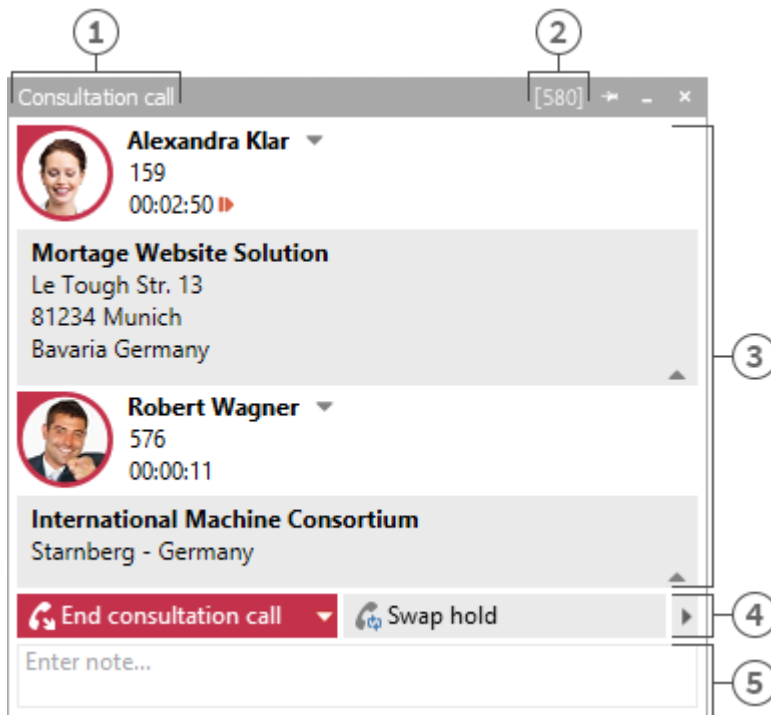 1 2
Consultation call [580]
Alexandra Klar
159
00:02:50
Mortage Website Solution
Le Tough Str. 13
81234 Munich
Bavaria Germany
3
Robert Wagner
576
00:00:11
International Machine Consortium
Starnberg - Germany
End consultation call Swap hold 4
Enter note...
5